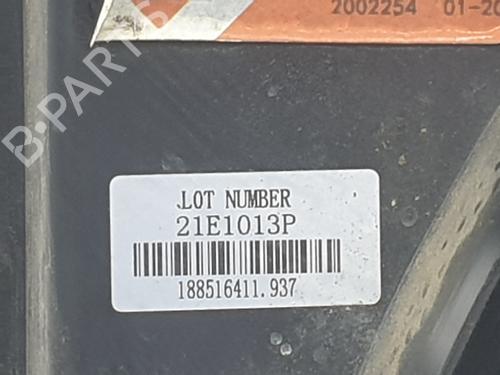 2002254 01-20
B-PARTS
LOT NUMBER
21E1013P
188516411.937